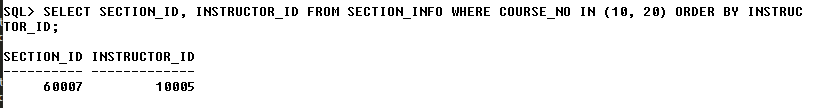 SQL> SELECT SECTION_ID, INSTRUCTOR_ID FROM SECTION_INFO WHERE COURSE_NO IN (10, 20) ORDER BY INSTRUC
TOR_ID;
SECTION_ID INSTRUCTOR_ID
---------- -------------
     60007         10005